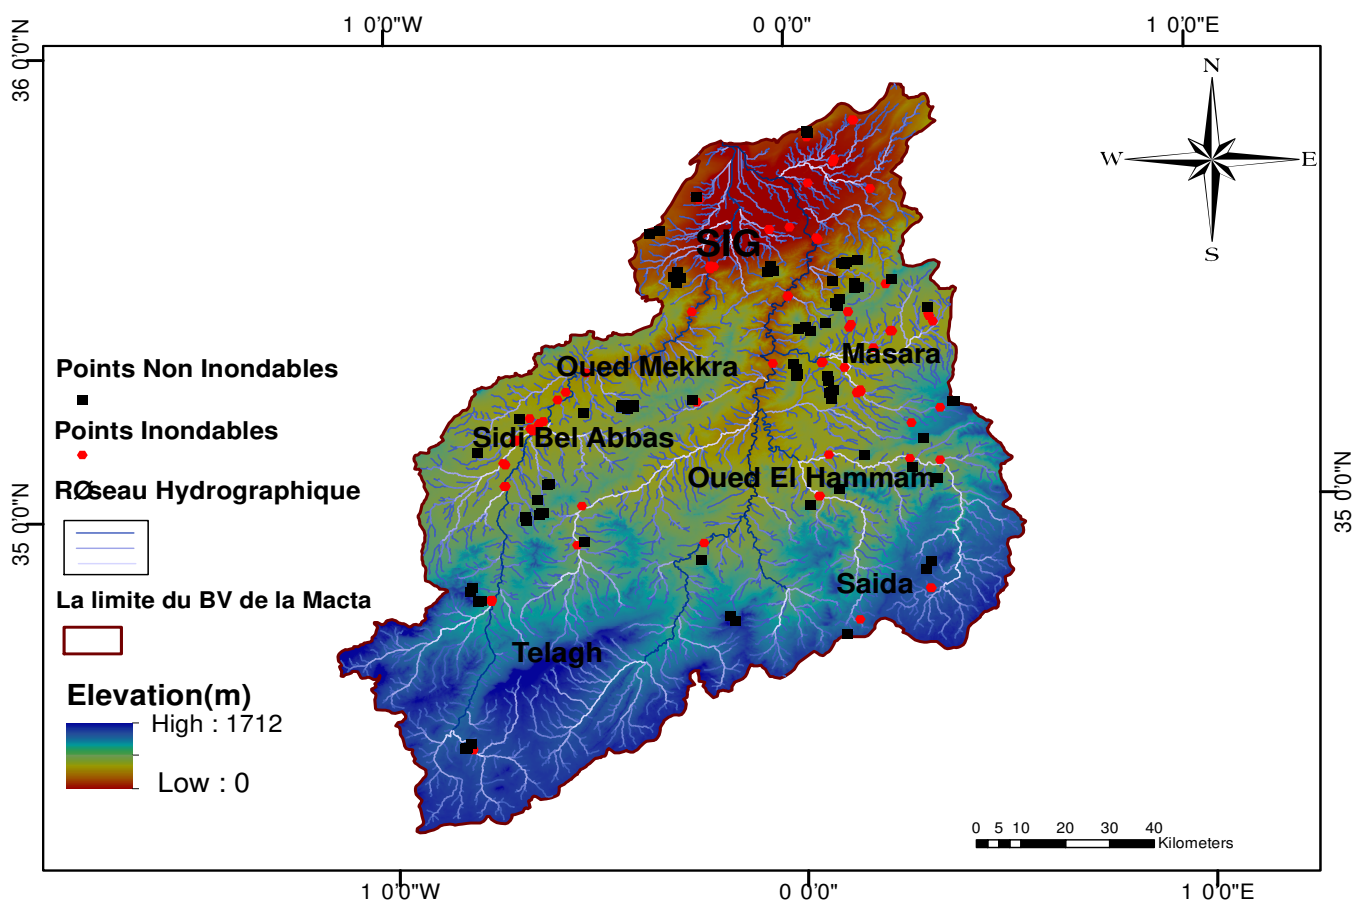 1 0'0"W 0 0'0" 1 0'0"E
36 0'0"N
N
W E
S
SIG
Points Non Inondables
Oued Mekkra
Masara
Points Inondables
Sidi Bel Abbas
RØseau Hydrographique
Oued El Hammam
35 0'0"N
35 0'0"N
La limite du BV de la Macta
Saida
Telagh
Elevation(m)
High : 1712
Low : 0
0 5 10 20 30 40
Kilometers
1 0'0"W 0 0'0" 1 0'0"E